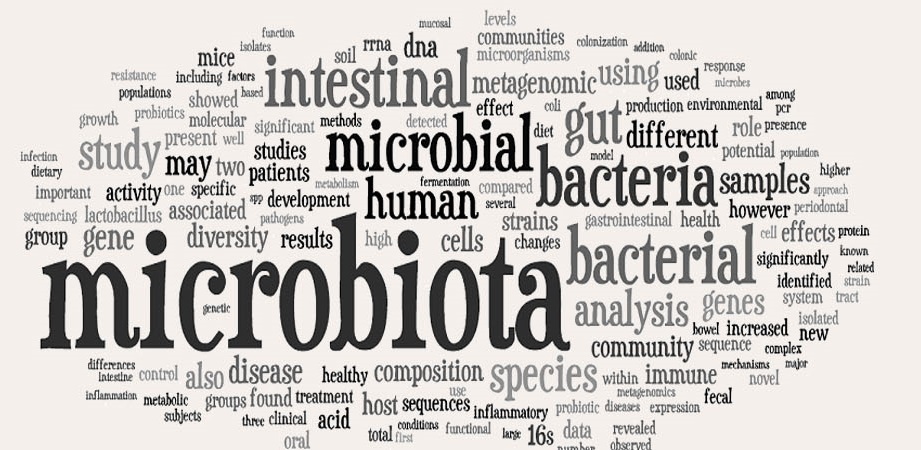 levels
mucosal
function
isolates
rrna dna communities colonization addition
mice soil microorganisms colonic
resistance including factors intestinal metagenomic using used response
populations based microbes
showed effect coli production environmental among
growth probiotics molecular significant methods detected microbial diet gut different pcr
study present well role presence
infection may two studies model potential population
dietary patients metabolism fermentation compared bacteria samples higher
important activity one specific spp development human several approach
sequencing lactobacillus associated pathogens strains gastrointestinal health however periodontal
group gene diversity results high cells changes cell effects protein
microbiota bacterial significantly known
related
identified strain
genetic analysis genes system tract
bowel increased isolated
community sequence new
complex
differences control also disease healthy composition species within immune mechanisms major
intestine novel
inflammation metabolic groups found treatment use metagenomics fecal
subjects host sequences inflammatory probiotic diseases expression
three clinical acid conditions functional large 16s data revealed
oral total first number observed